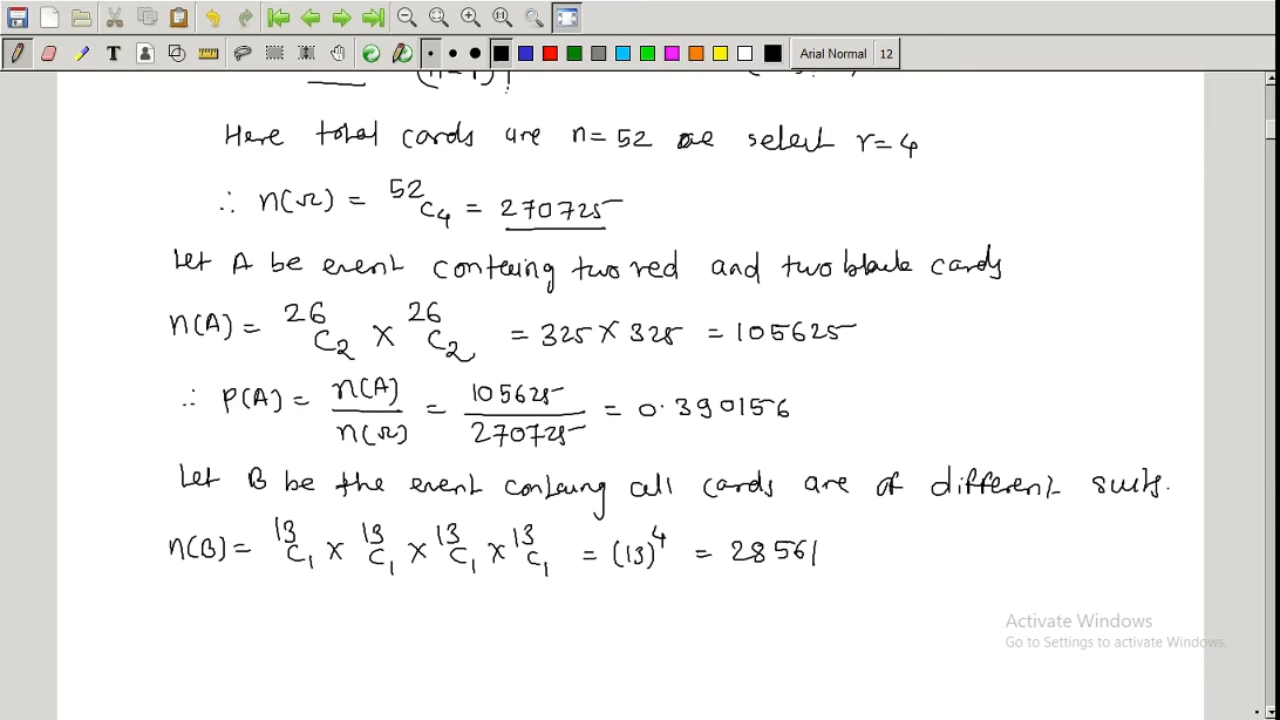 Arial Normal 12
Here total cards are n = 52 we select r = 4
∴ n(Ω) = ⁵²C₄ = 270725
Let A be event contering two red and two black cards
n(A) = ²⁶C₂ × ²⁶C₂ = 325 × 325 = 105625
∴ P(A) = n(A)/n(Ω) = 105625/270725 = 0.390156
Let B be the event contaung all cards are of different suits.
n(B) = ¹³C₁ × ¹³C₁ × ¹³C₁ × ¹³C₁ = (13)⁴ = 28561
Activate Windows
Go to Settings to activate Windows.